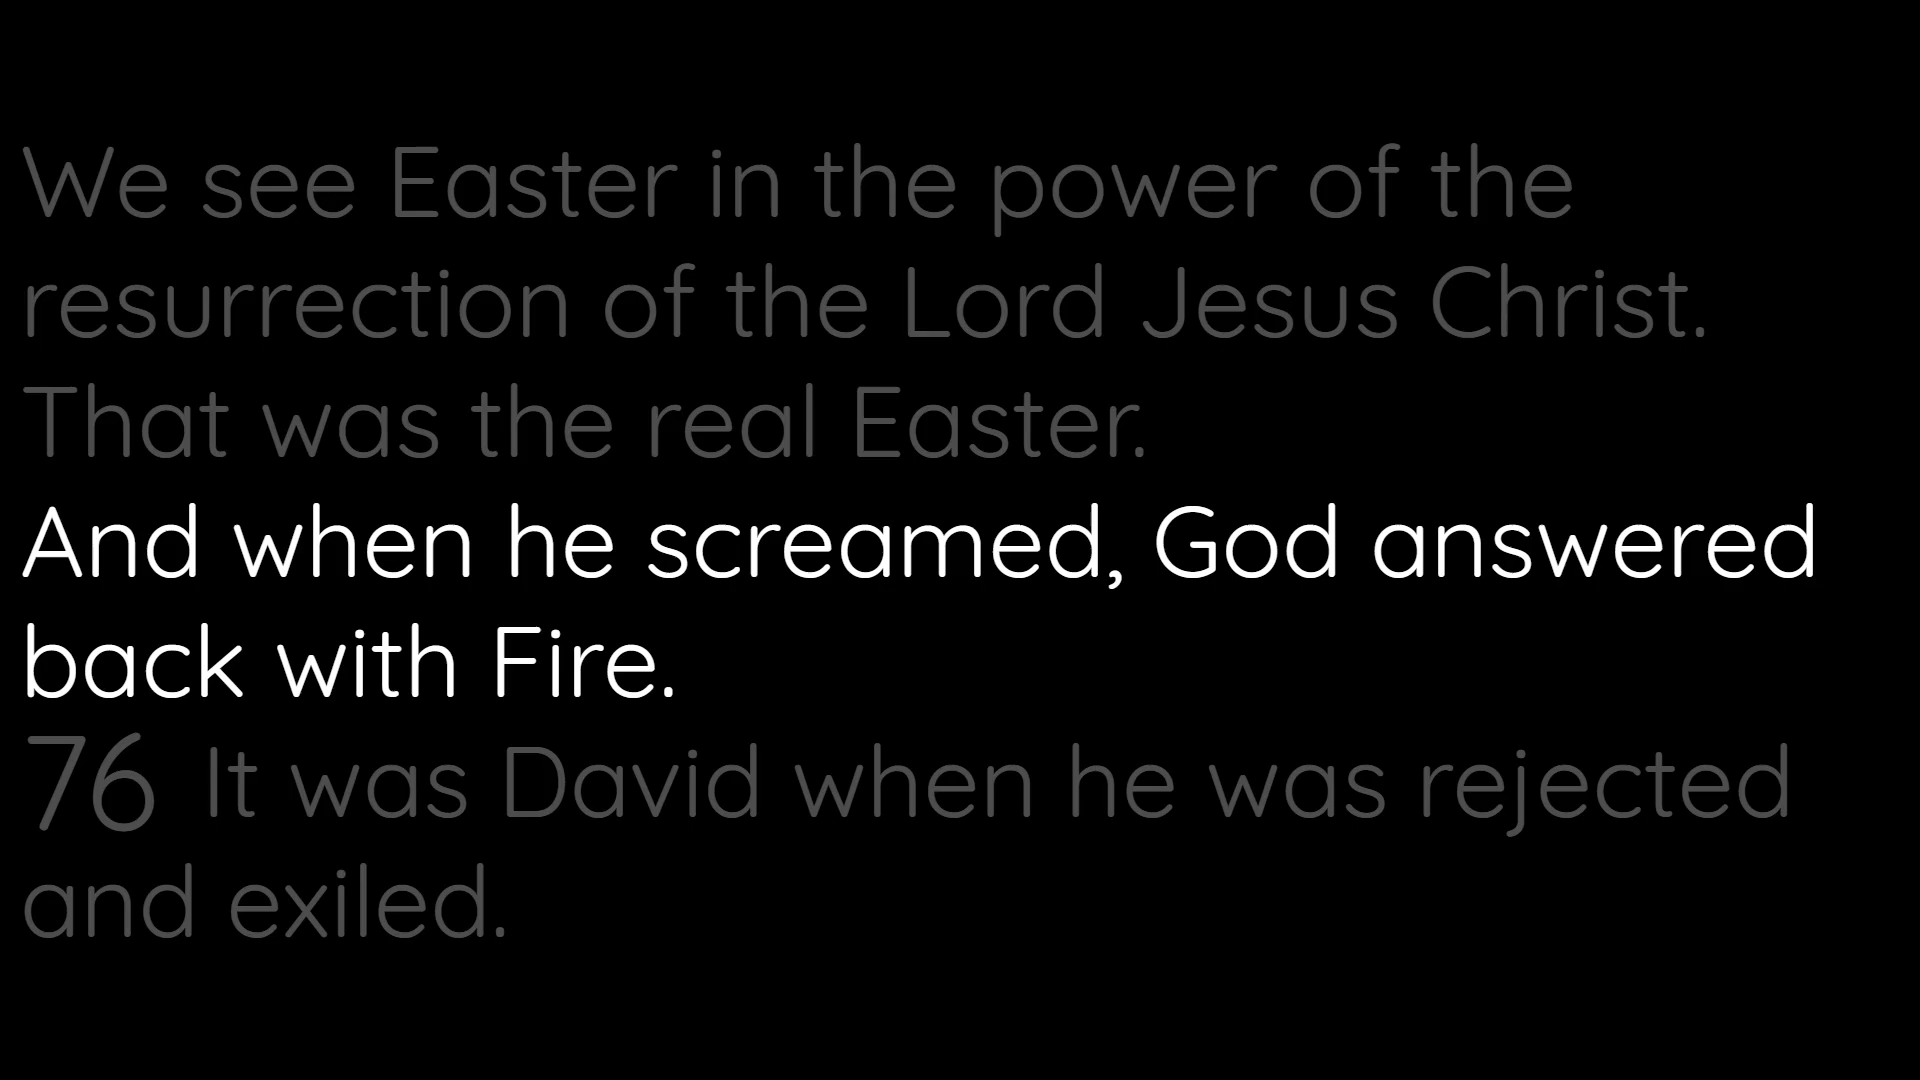 We see Easter in the power of the
resurrection of the Lord Jesus Christ.
That was the real Easter.
And when he screamed, God answered
back with Fire.
76 It was David when he was rejected
and exiled.